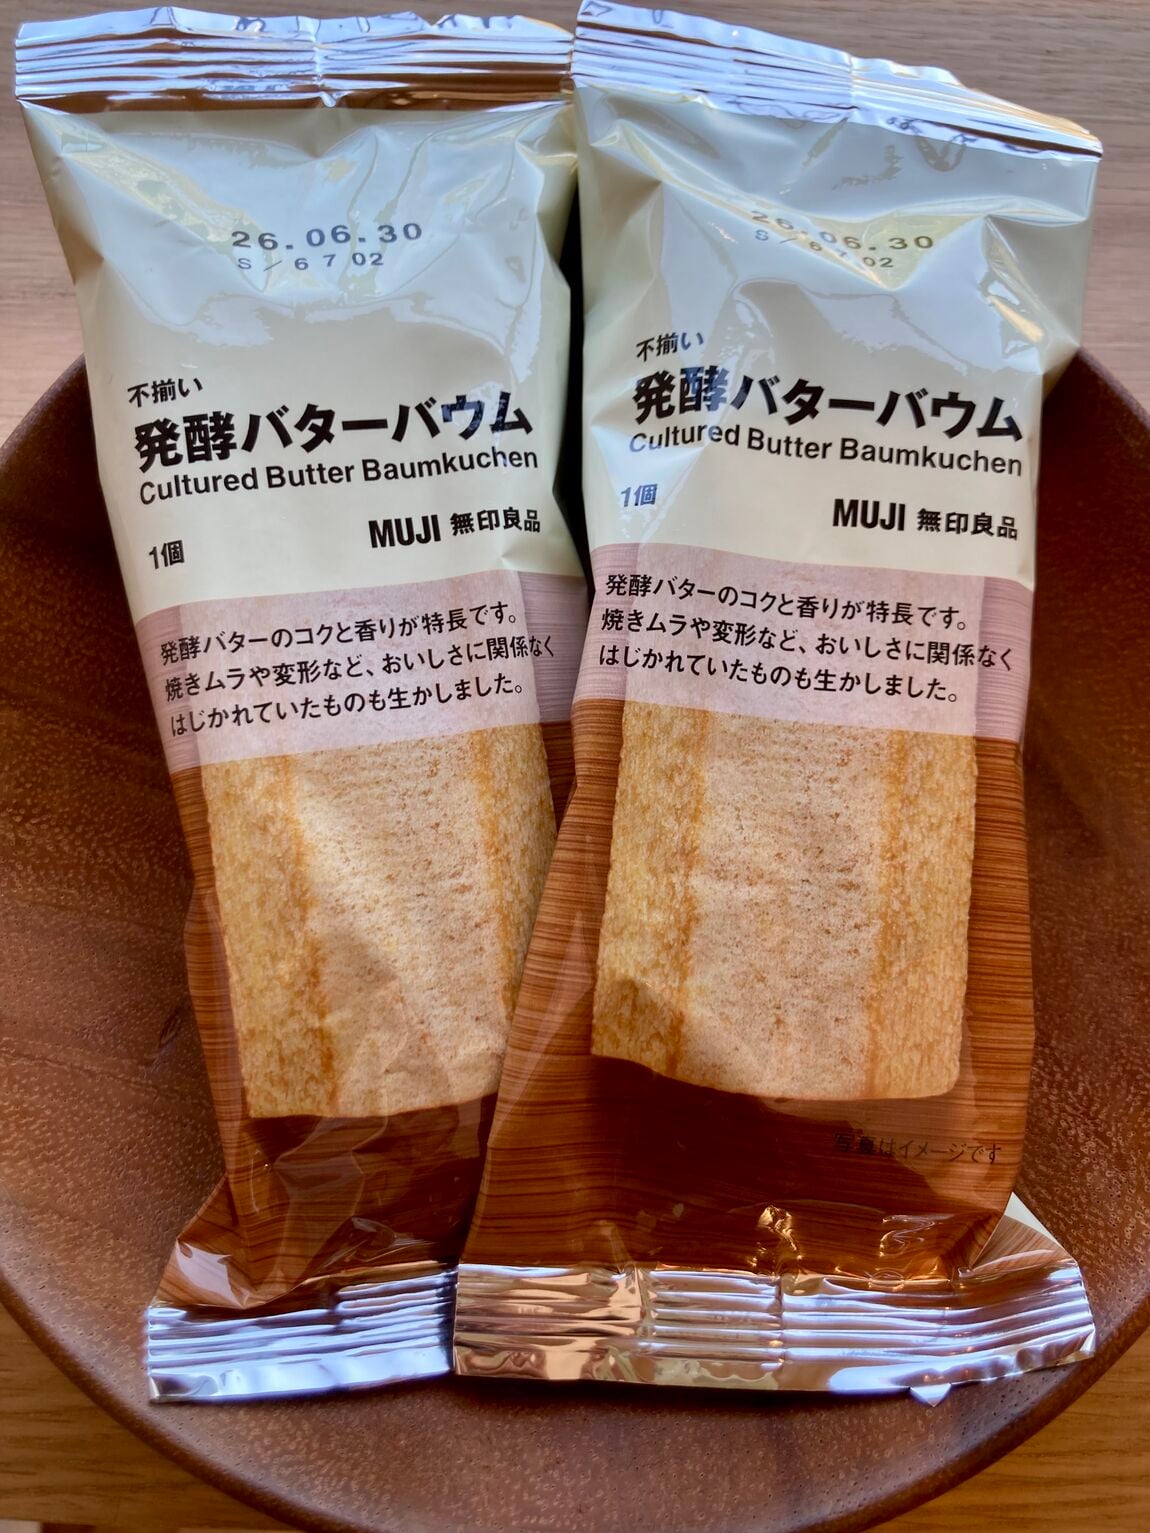 26.06.30
S/6702
不揃い
発酵バターバウム
Cultured Butter Baumkuchen
1個
MUJI 無印良品
発酵バターのコクと香りが特長です。
焼きムラや変形など、おいしさに関係なく
はじかれていたものも生かしました。
26.06.30
S/6702
不揃い
発酵バターバウム
Cultured Butter Baumkuchen
1個
MUJI 無印良品
発酵バターのコクと香りが特長です。
焼きムラや変形など、おいしさに関係なく
はじかれていたものも生かしました。
写真はイメージです